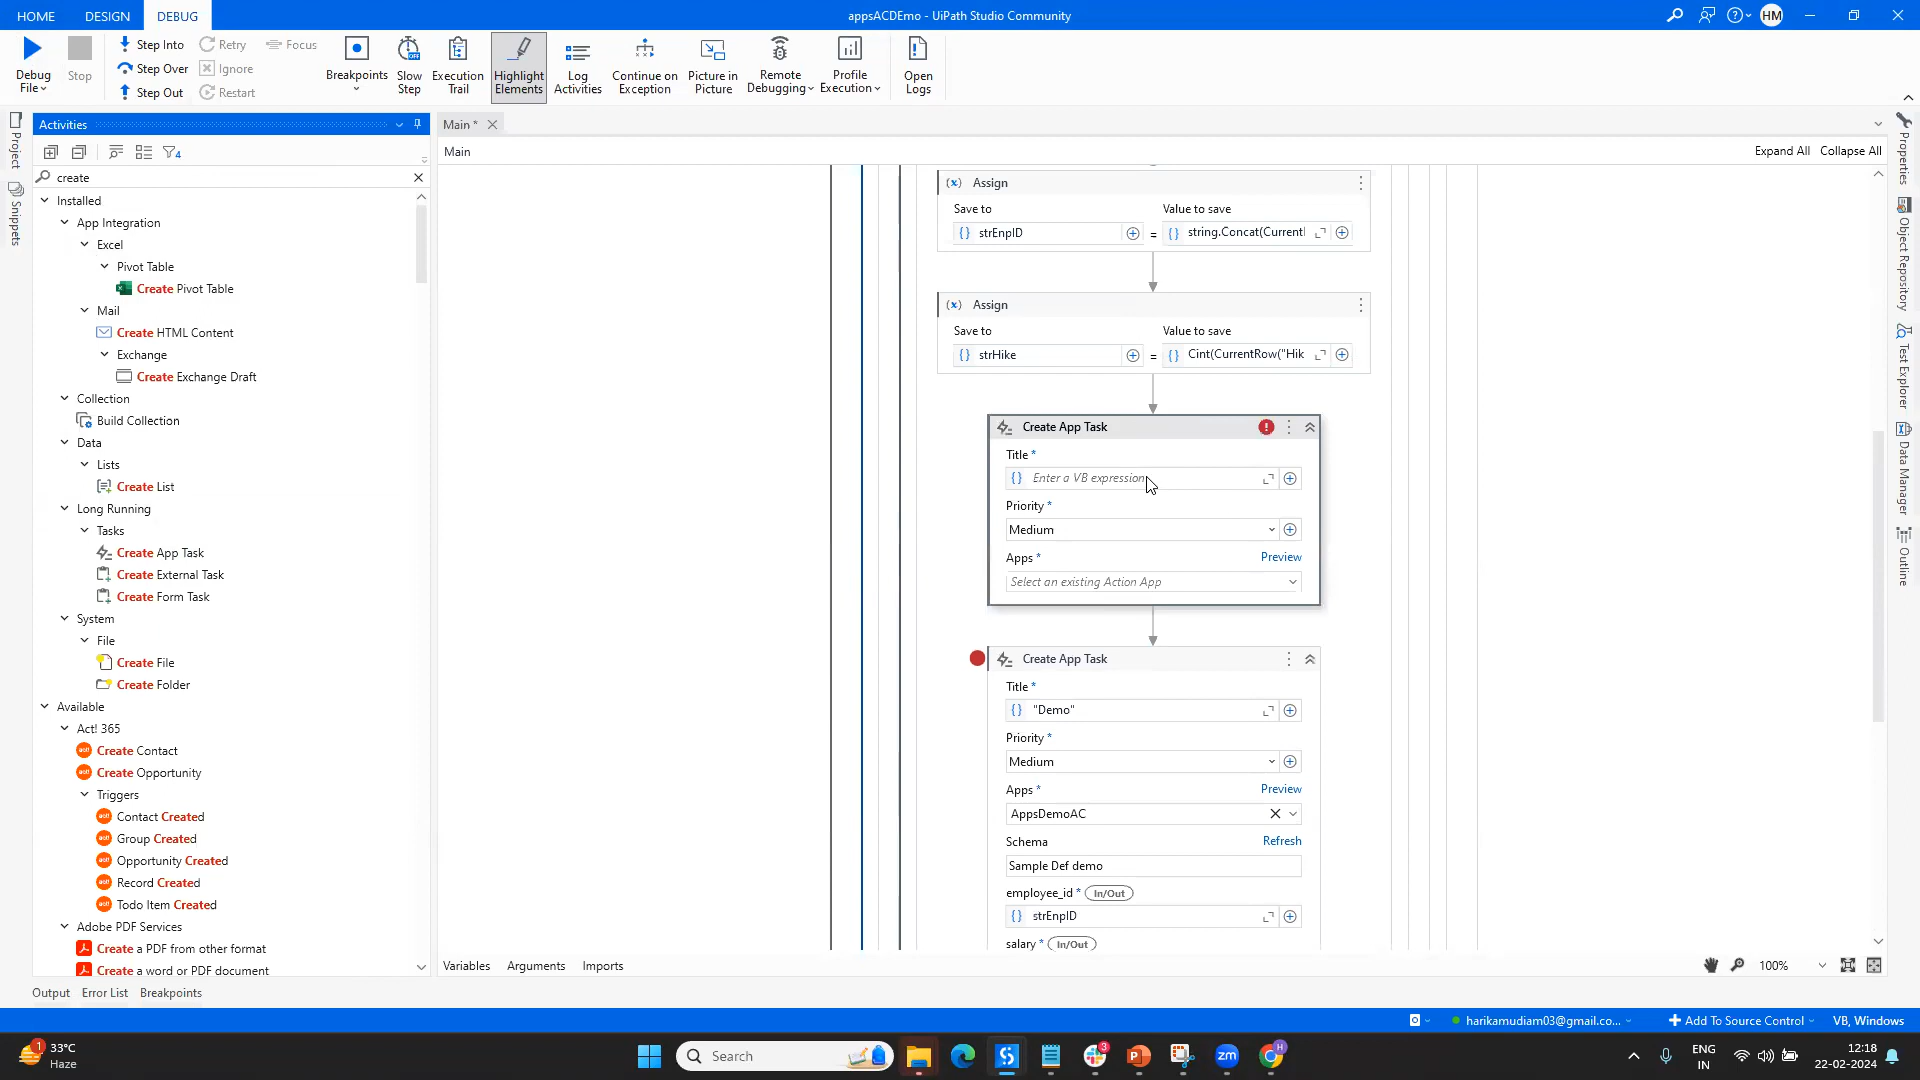 HOME DESIGN DEBUG
appsACDEmo - UiPath Studio Community
HM
Debug File
Stop
Step Into
Step Over
Step Out
Retry
Ignore
Restart
Focus
Breakpoints
Slow Step
Execution Trail
Highlight Elements
Log Activities
Continue on Exception
Picture in Picture
Remote Debugging
Profile Execution
Open Logs
Project
Snippets
Activities
create
Installed
App Integration
Excel
Pivot Table
Create Pivot Table
Mail
Create HTML Content
Exchange
Create Exchange Draft
Collection
Build Collection
Data
Lists
Create List
Long Running
Tasks
Create App Task
Create External Task
Create Form Task
System
File
Create File
Create Folder
Available
Act! 365
Create Contact
Create Opportunity
Triggers
Contact Created
Group Created
Opportunity Created
Record Created
Todo Item Created
Adobe PDF Services
Create a PDF from other format
Create a word or PDF document
Main *
Main
Expand All Collapse All
Assign
Save to Value to save
strEnpID = string.Concat(Current
Assign
Save to Value to save
strHike = Cint(CurrentRow("Hik
Create App Task
Title *
Enter a VB expression
Priority *
Medium
Apps * Preview
Select an existing Action App
Create App Task
Title *
"Demo"
Priority *
Medium
Apps * Preview
AppsDemoAC
Schema Refresh
Sample Def demo
employee_id * In/Out
strEnpID
salary * In/Out
Properties
Object Repository
Test Explorer
Data Manager
Outline
Variables Arguments Imports
100%
Output Error List Breakpoints
harikamudiam03@gmail.co...
Add To Source Control
VB, Windows
1
33°C
Haze
Search
3
zm
H
ENG
IN
12:18
22-02-2024